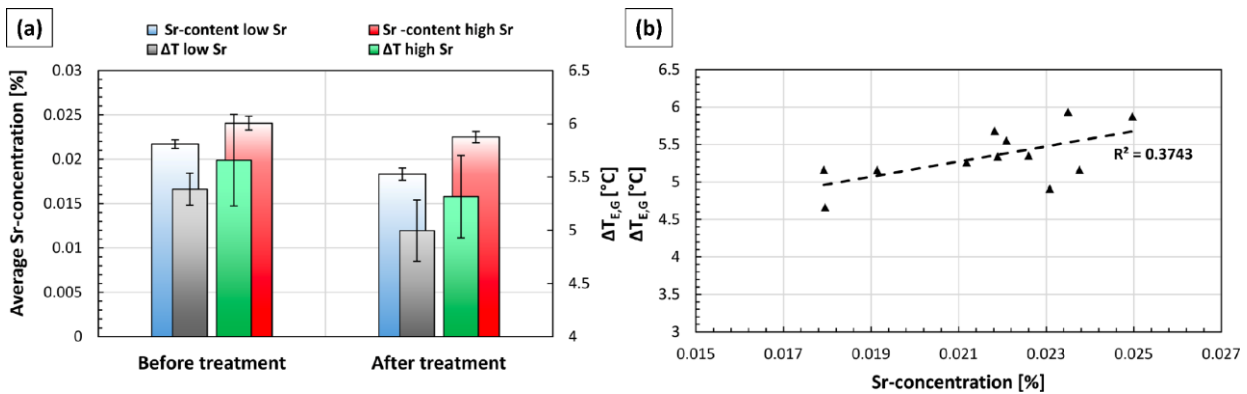 (a)
Sr-content low Sr
Sr -content high Sr
ΔT low Sr
ΔT high Sr
Average Sr-concentration [%]
0.03
0.025
0.02
0.015
0.01
0.005
0
6.5
6
5.5
5
4.5
4
ΔT_E,G [°C]
Before treatment
After treatment
(b)
ΔT_E,G [°C]
6.5
6
5.5
5
4.5
4
3.5
3
R² = 0.3743
0.015
0.017
0.019
0.021
0.023
0.025
0.027
Sr-concentration [%]